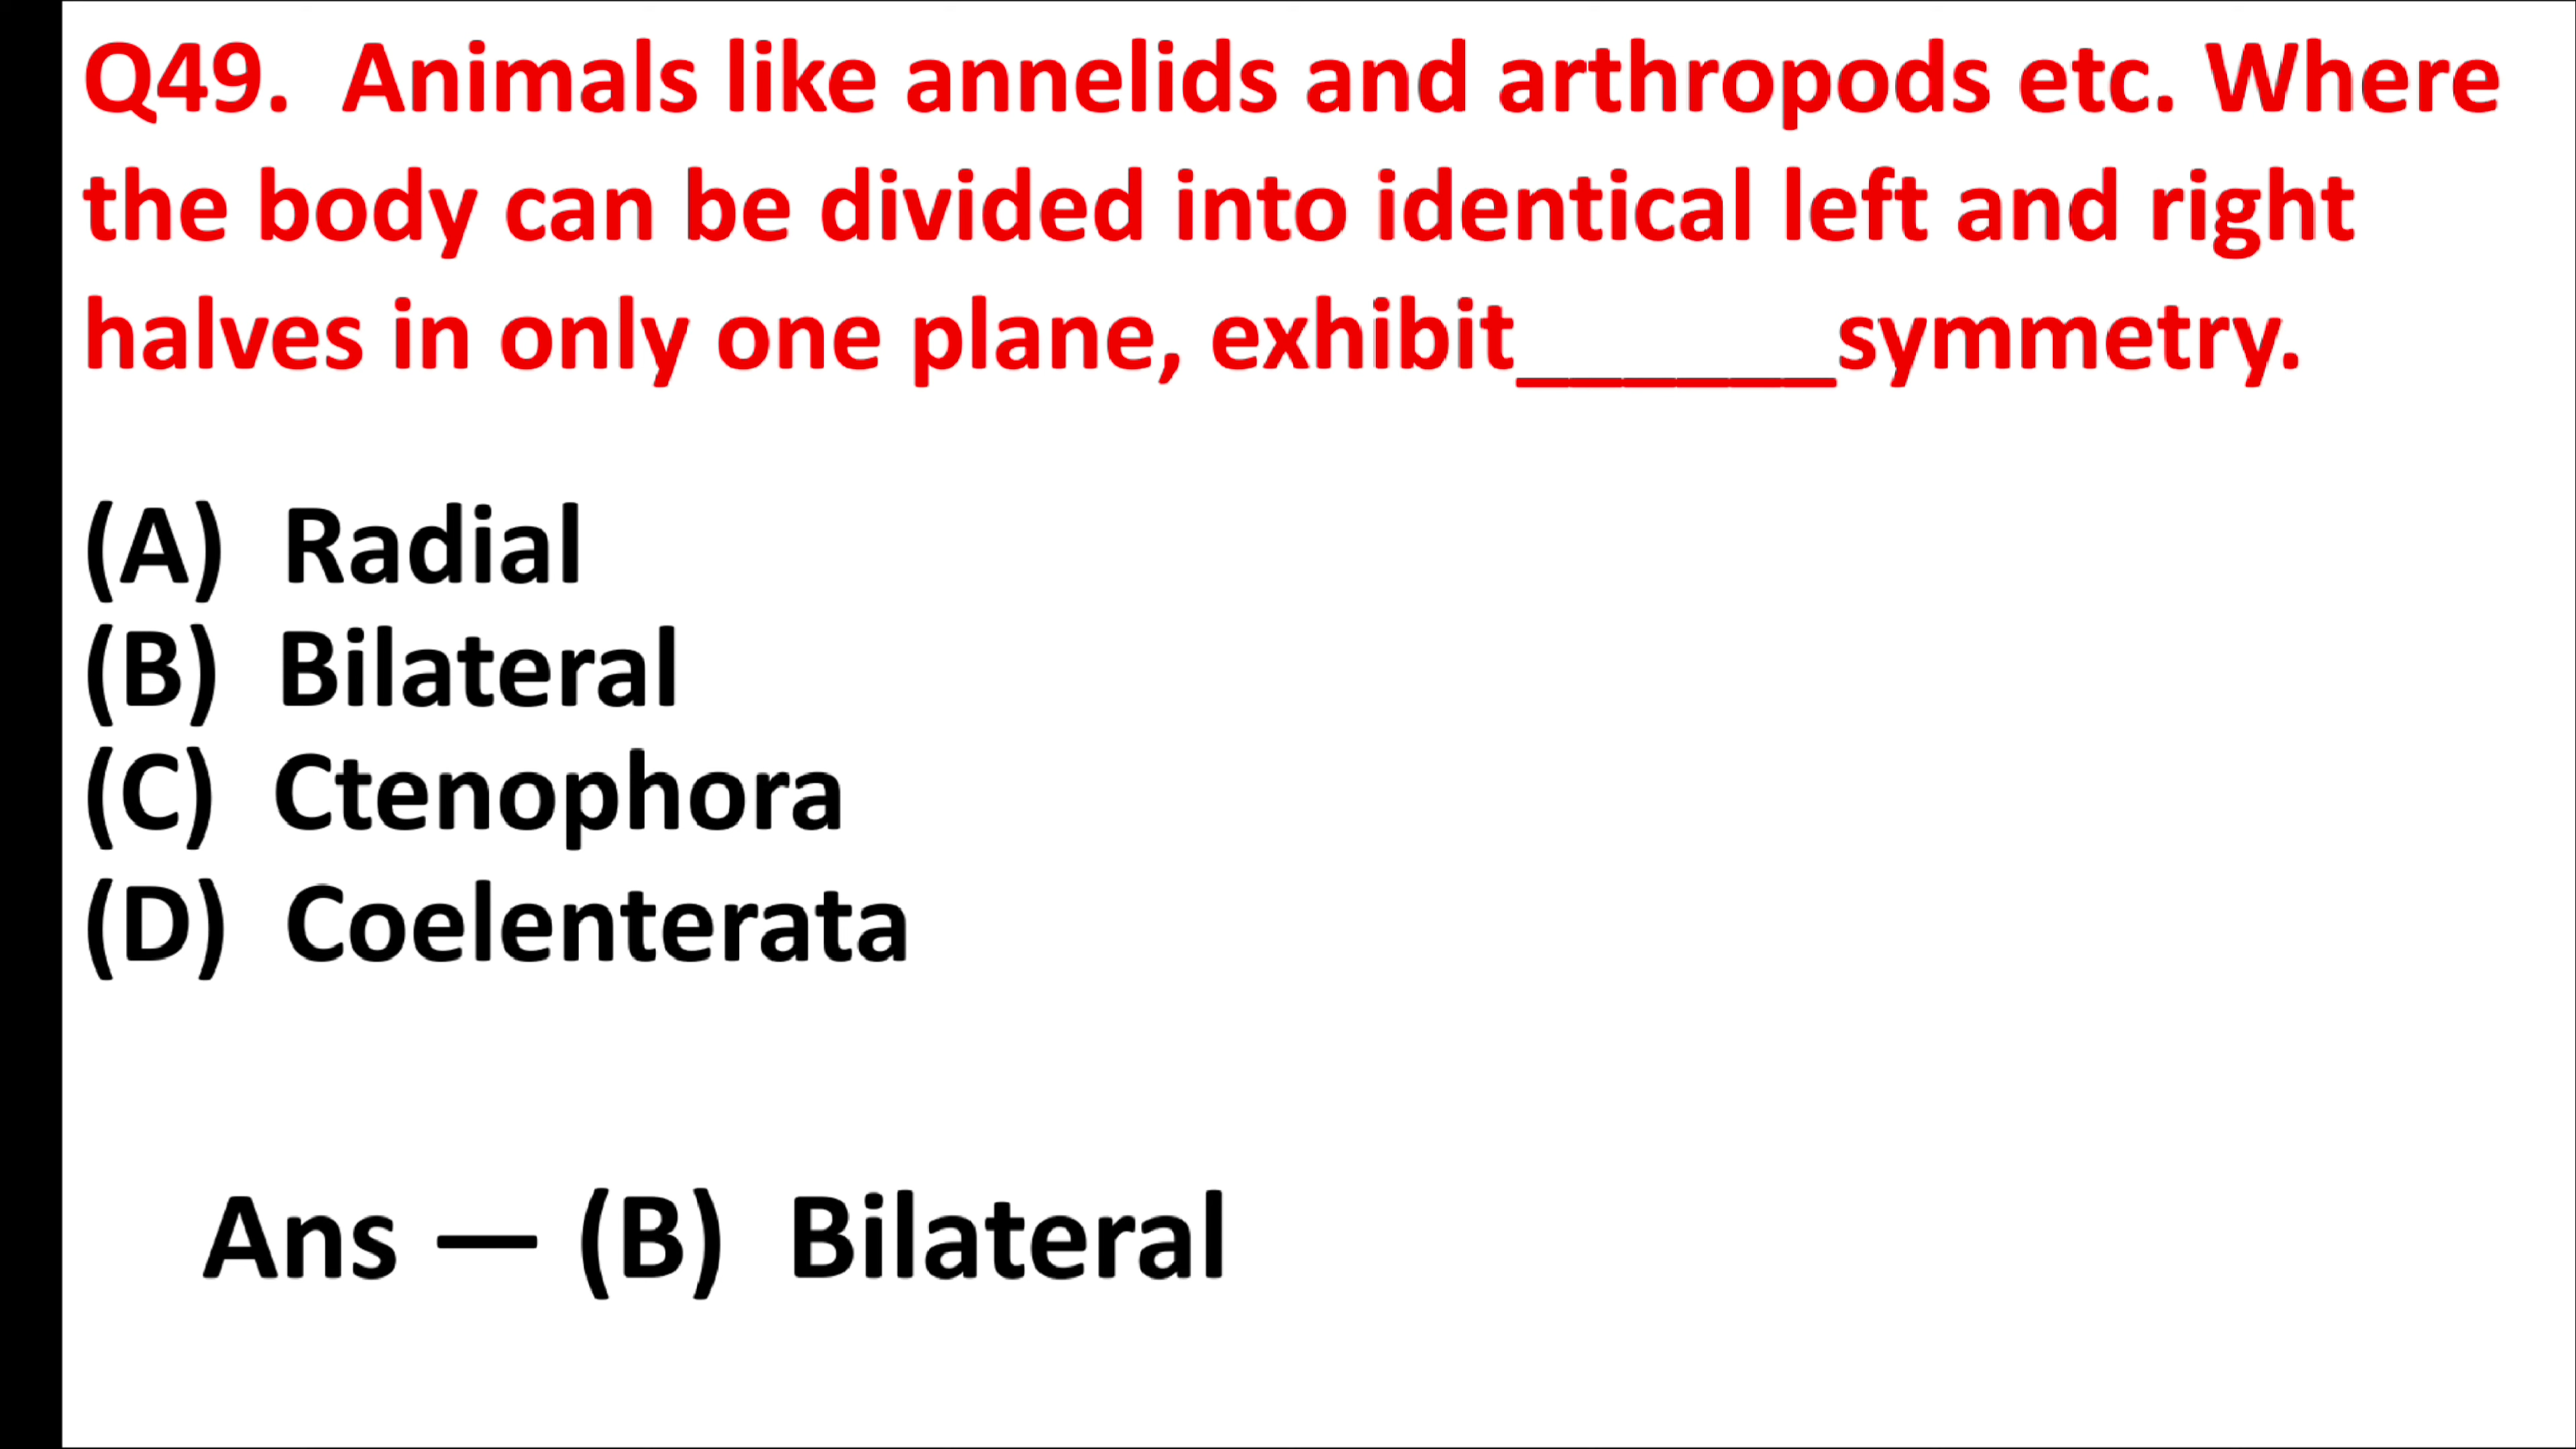 Q49. Animals like annelids and arthropods etc. Where
the body can be divided into identical left and right
halves in only one plane, exhibit______symmetry.
(A) Radial
(B) Bilateral
(C) Ctenophora
(D) Coelenterata
Ans — (B) Bilateral